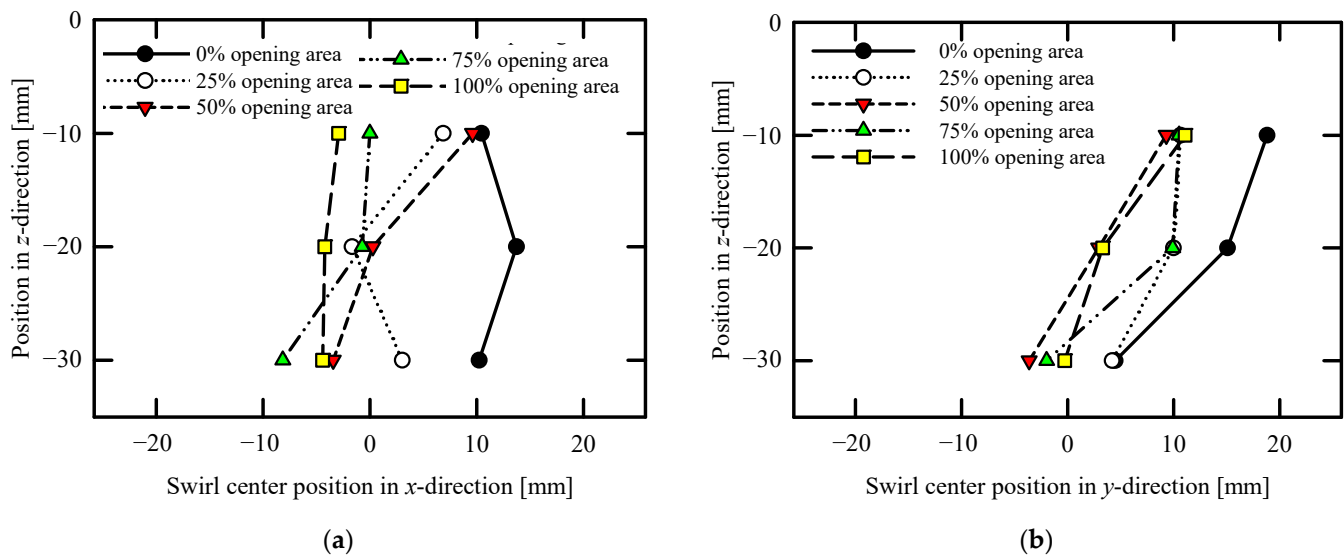 0
−10
−20
−30
Position in z-direction [mm]
0% opening area
25% opening area
50% opening area
75% opening area
100% opening area
−20
−10
0
10
20
Swirl center position in x-direction [mm]
(a)
0
−10
−20
−30
Position in z-direction [mm]
0% opening area
25% opening area
50% opening area
75% opening area
100% opening area
−20
−10
0
10
20
Swirl center position in y-direction [mm]
(b)